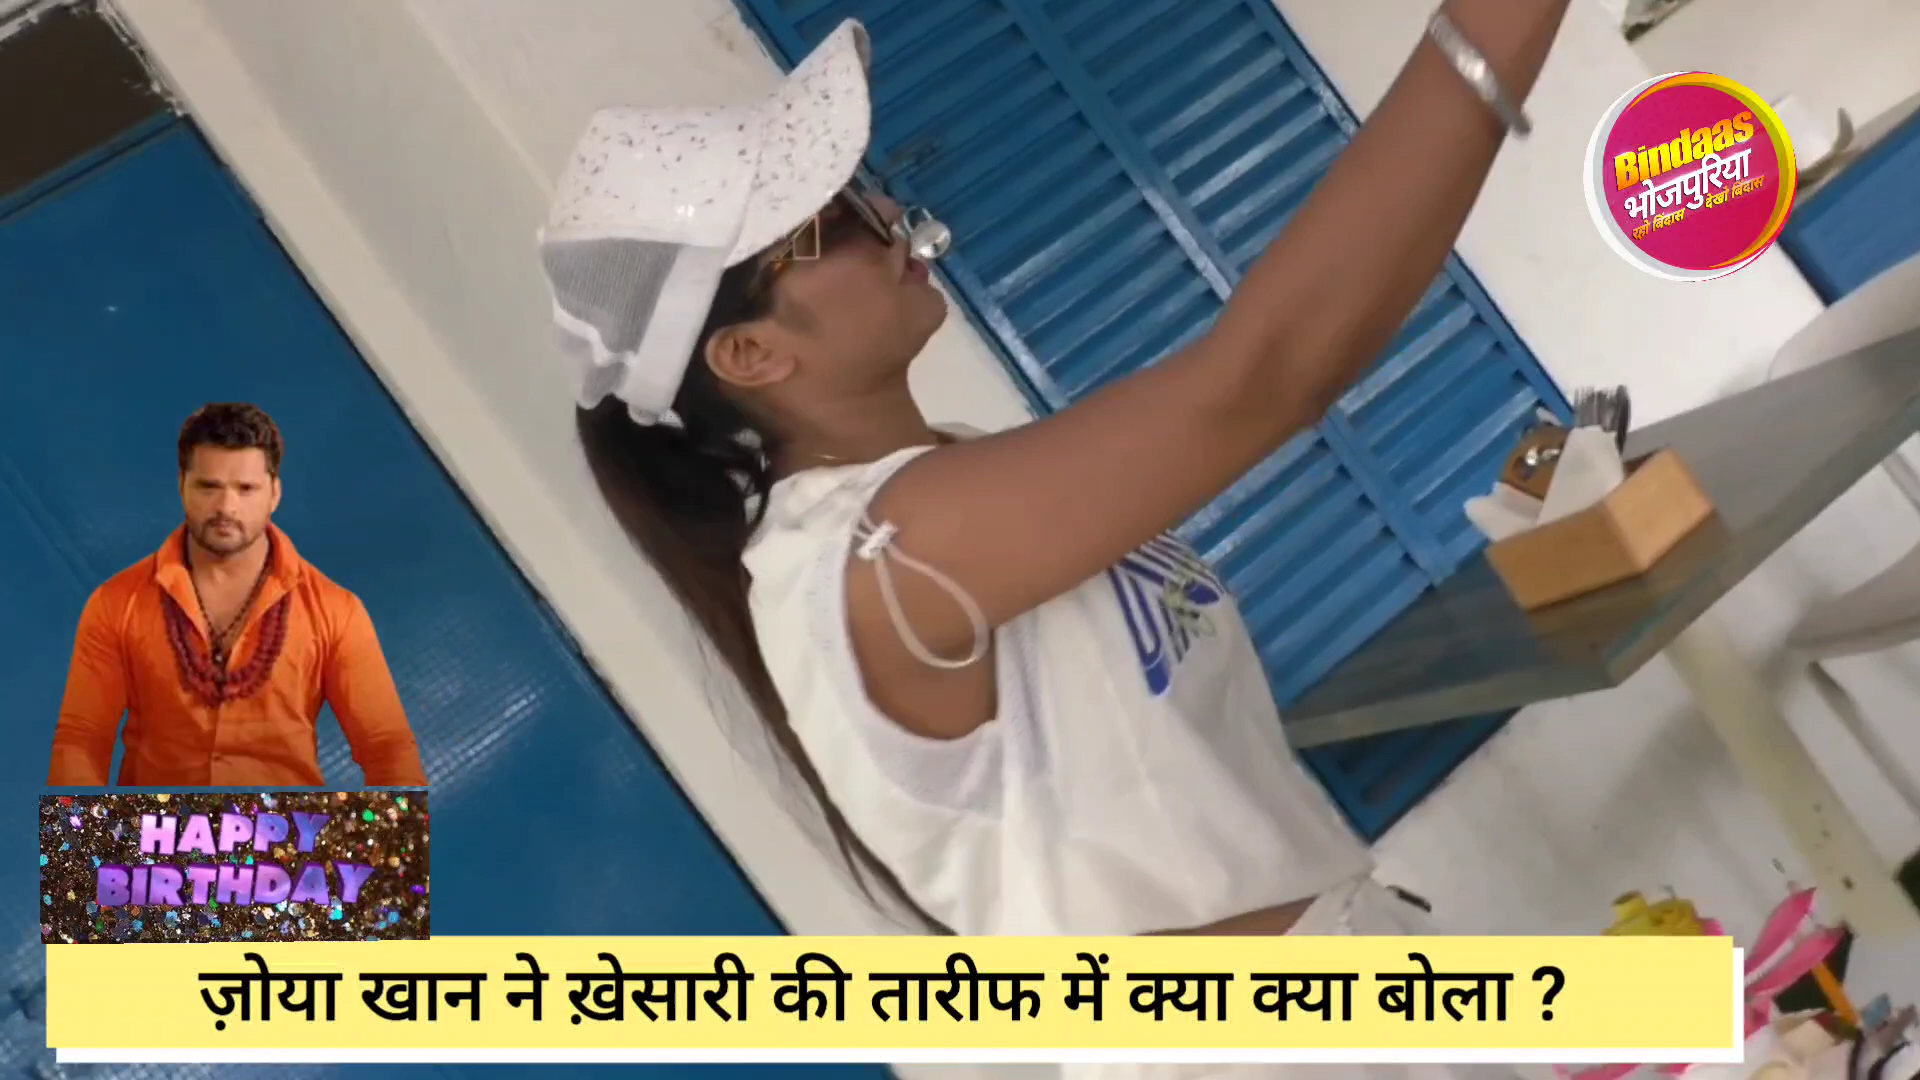 Bindaas
भोजपुरिया
रहो बिंदास देखो बिंदास
HAPPY
BIRTHDAY
ज़ोया खान ने ख़ेसारी की तारीफ में क्या क्या बोला ?